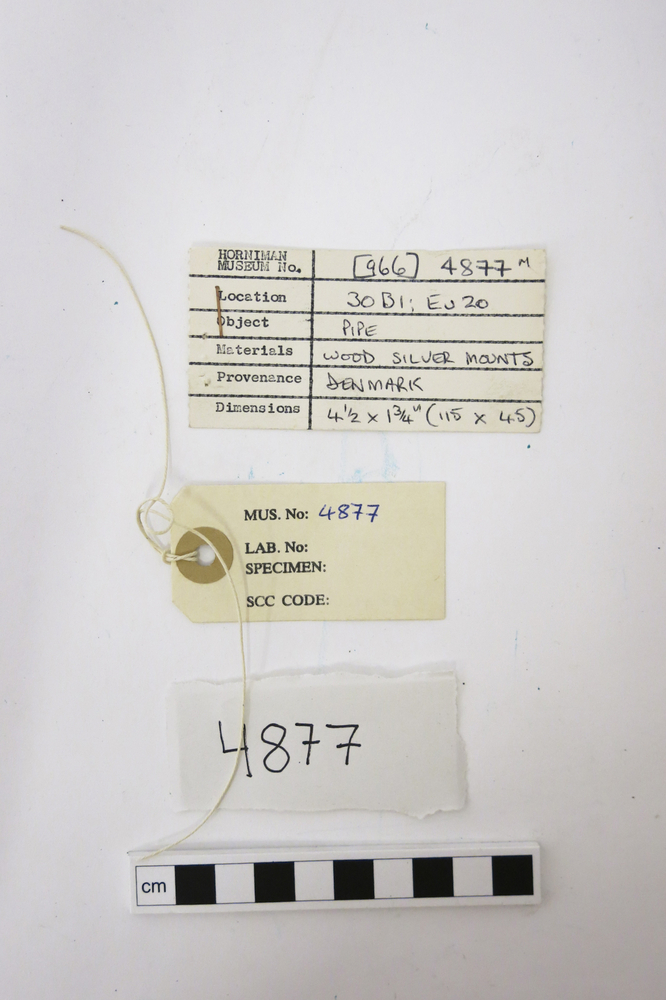 HORNIMAN
MUSEUM No. [966] 4877 M
Location 30 B1; Eu 20
Object PIPE
Materials WOOD SILVER MOUNTS
Provenance DENMARK
Dimensions 4½ x 1¾" (115 x 45)
MUS. No: 4877
LAB. No:
SPECIMEN:
SCC CODE:
4877
cm